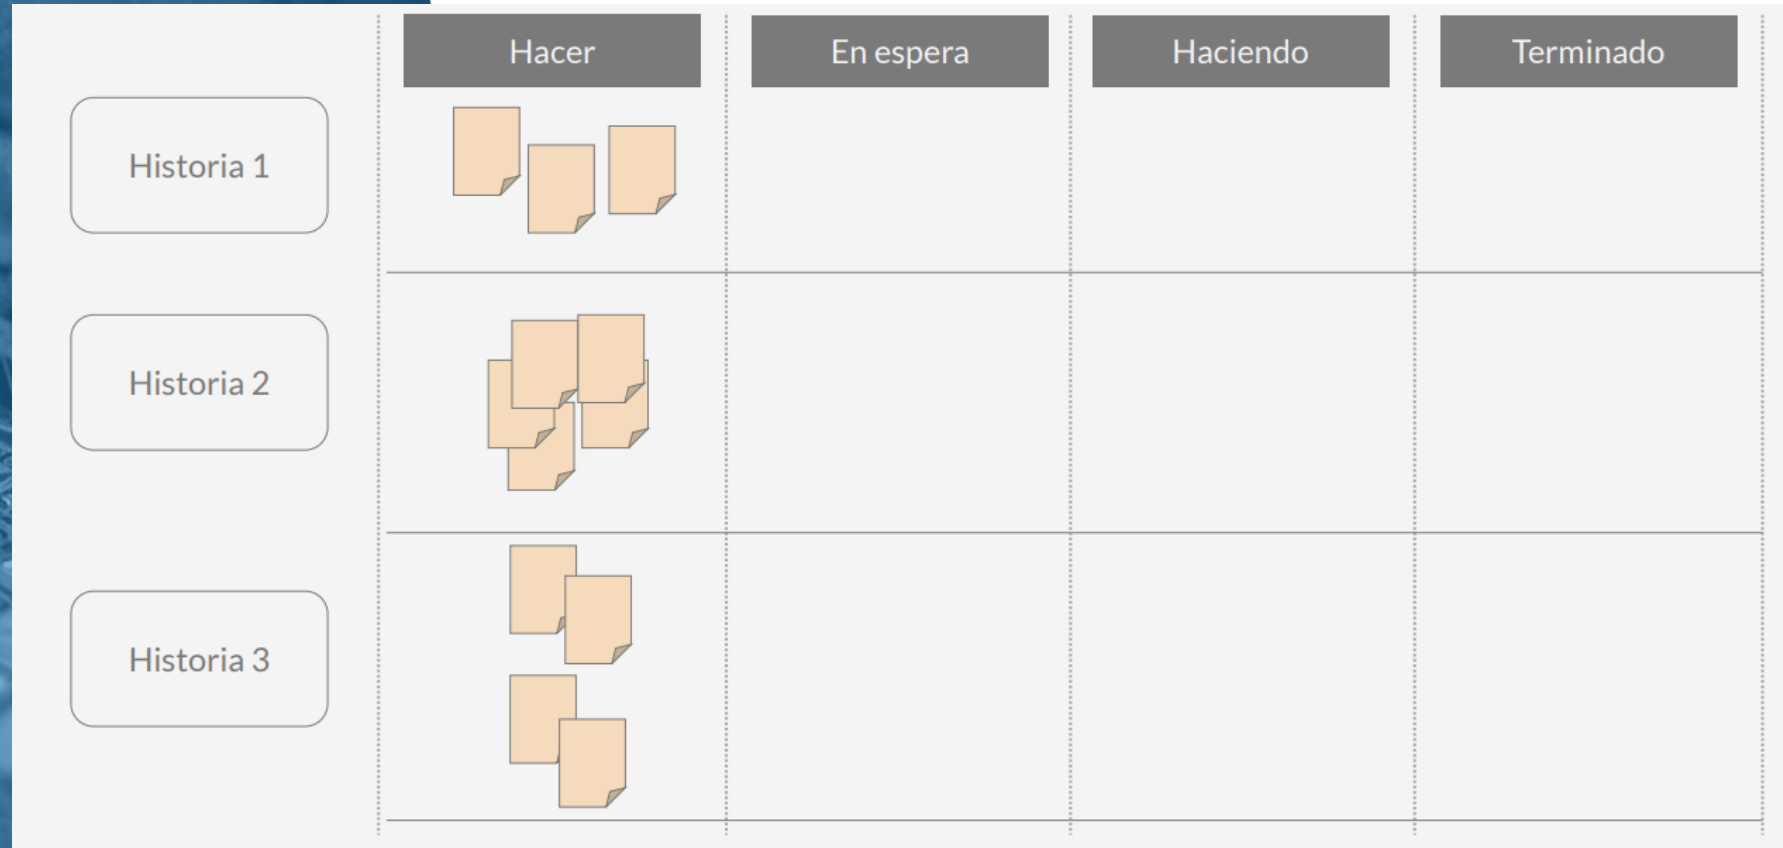 Hacer
En espera
Haciendo
Terminado
Historia 1
Historia 2
Historia 3